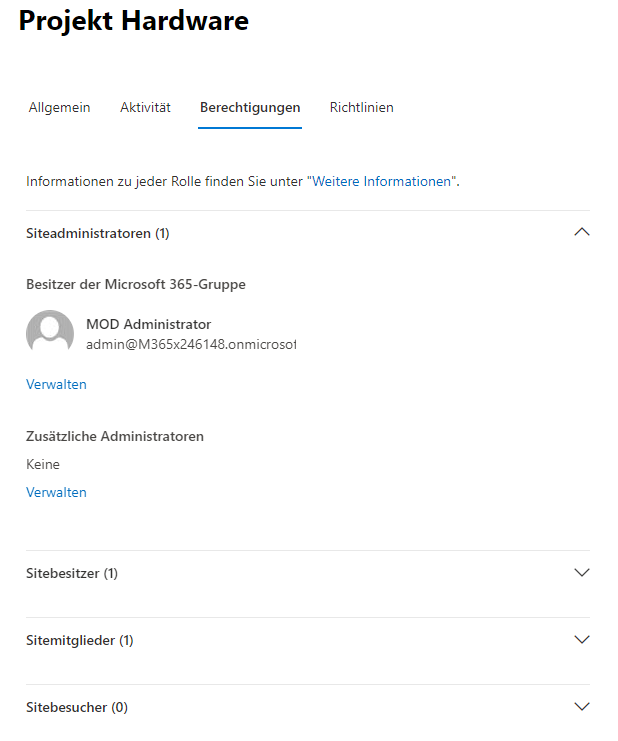 Projekt Hardware
Allgemein Aktivität Berechtigungen Richtlinien
Informationen zu jeder Rolle finden Sie unter "Weitere Informationen".
Siteadministratoren (1)
Besitzer der Microsoft 365-Gruppe
MOD Administrator
admin@M365x246148.onmicrosof
Verwalten
Zusätzliche Administratoren
Keine
Verwalten
Sitebesitzer (1)
Sitemitglieder (1)
Sitebesucher (0)